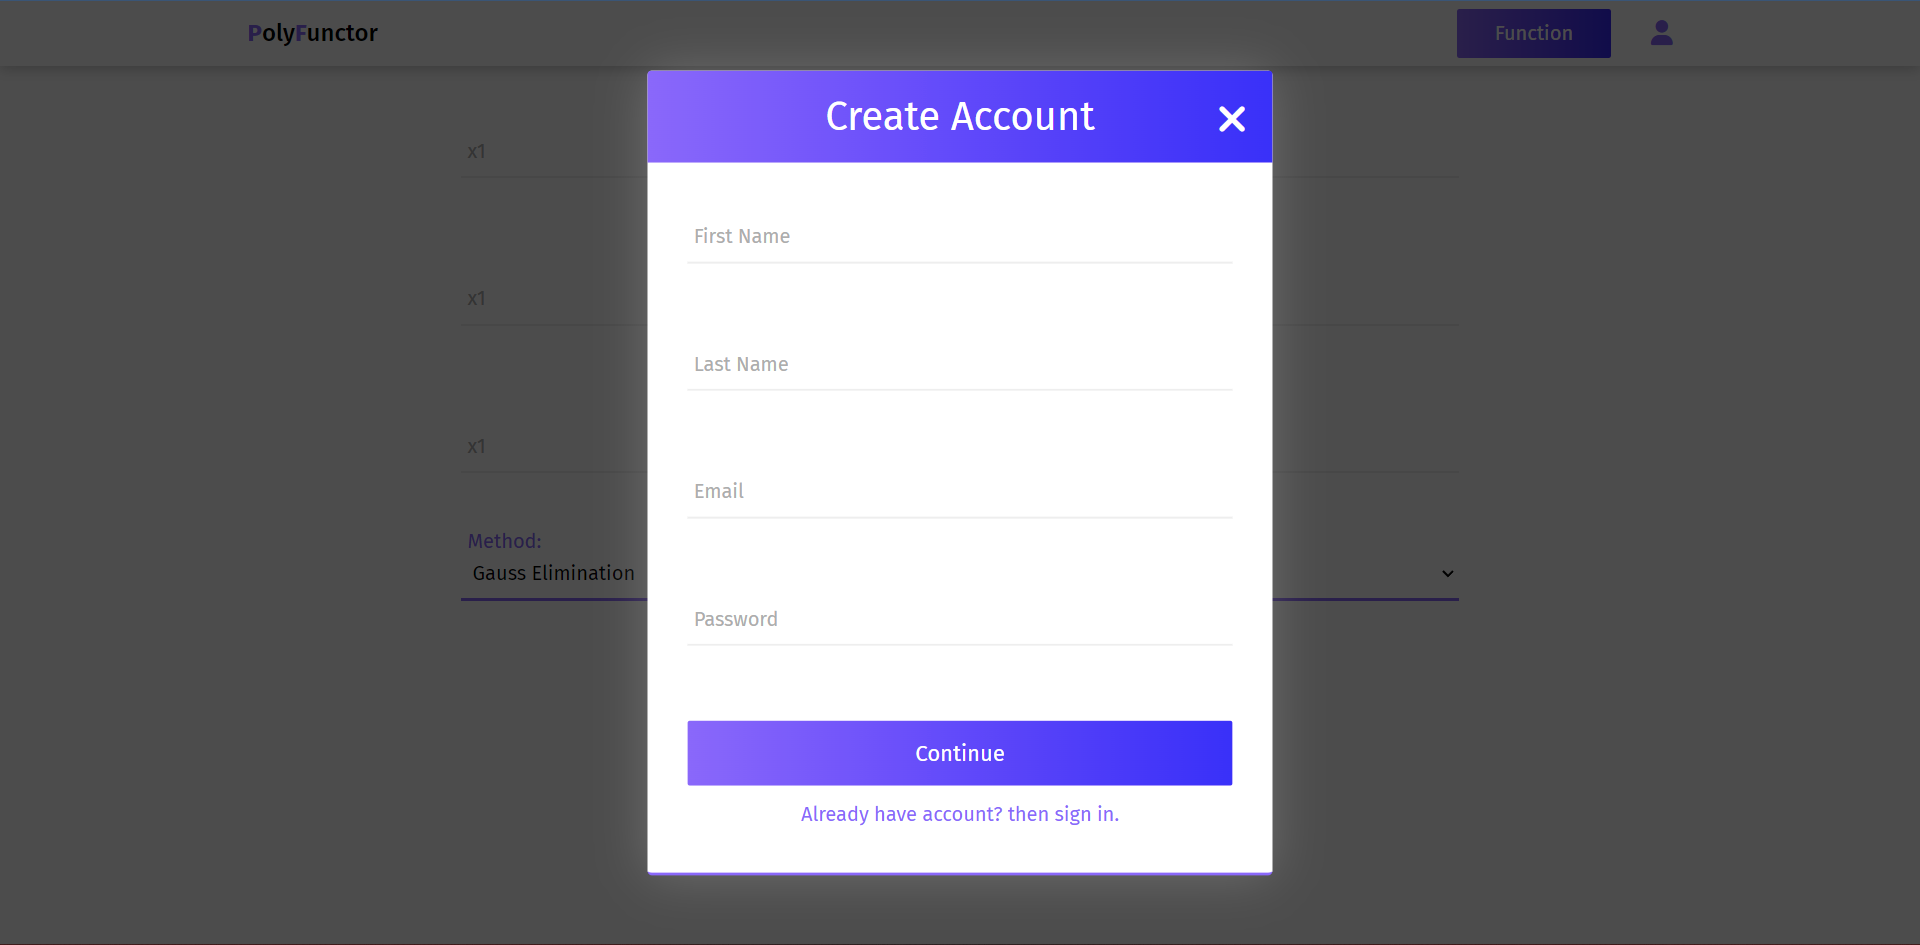 PolyFunctor
Function
Create Account
x1
First Name
x1
Last Name
x1
Email
Method:
Gauss Elimination
Password
Continue
Already have account? then sign in.